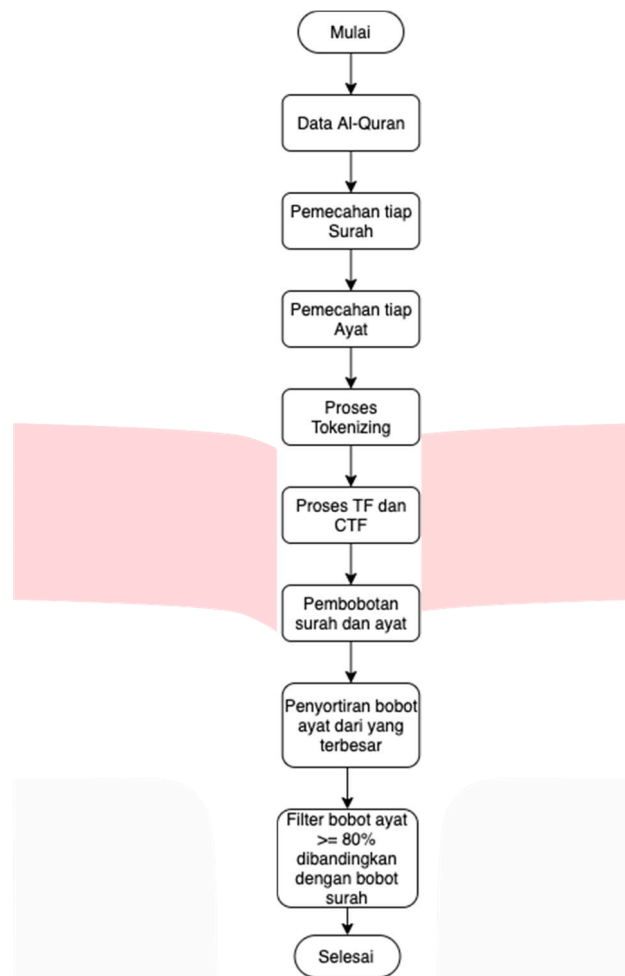 Mulai
Data Al-Quran
Pemecahan tiap
Surah
Pemecahan tiap
Ayat
Proses
Tokenizing
Proses TF dan
CTF
Pembobotan
surah dan ayat
Penyortiran bobot
ayat dari yang
terbesar
Filter bobot ayat
>= 80%
dibandingkan
dengan bobot
surah
Selesai